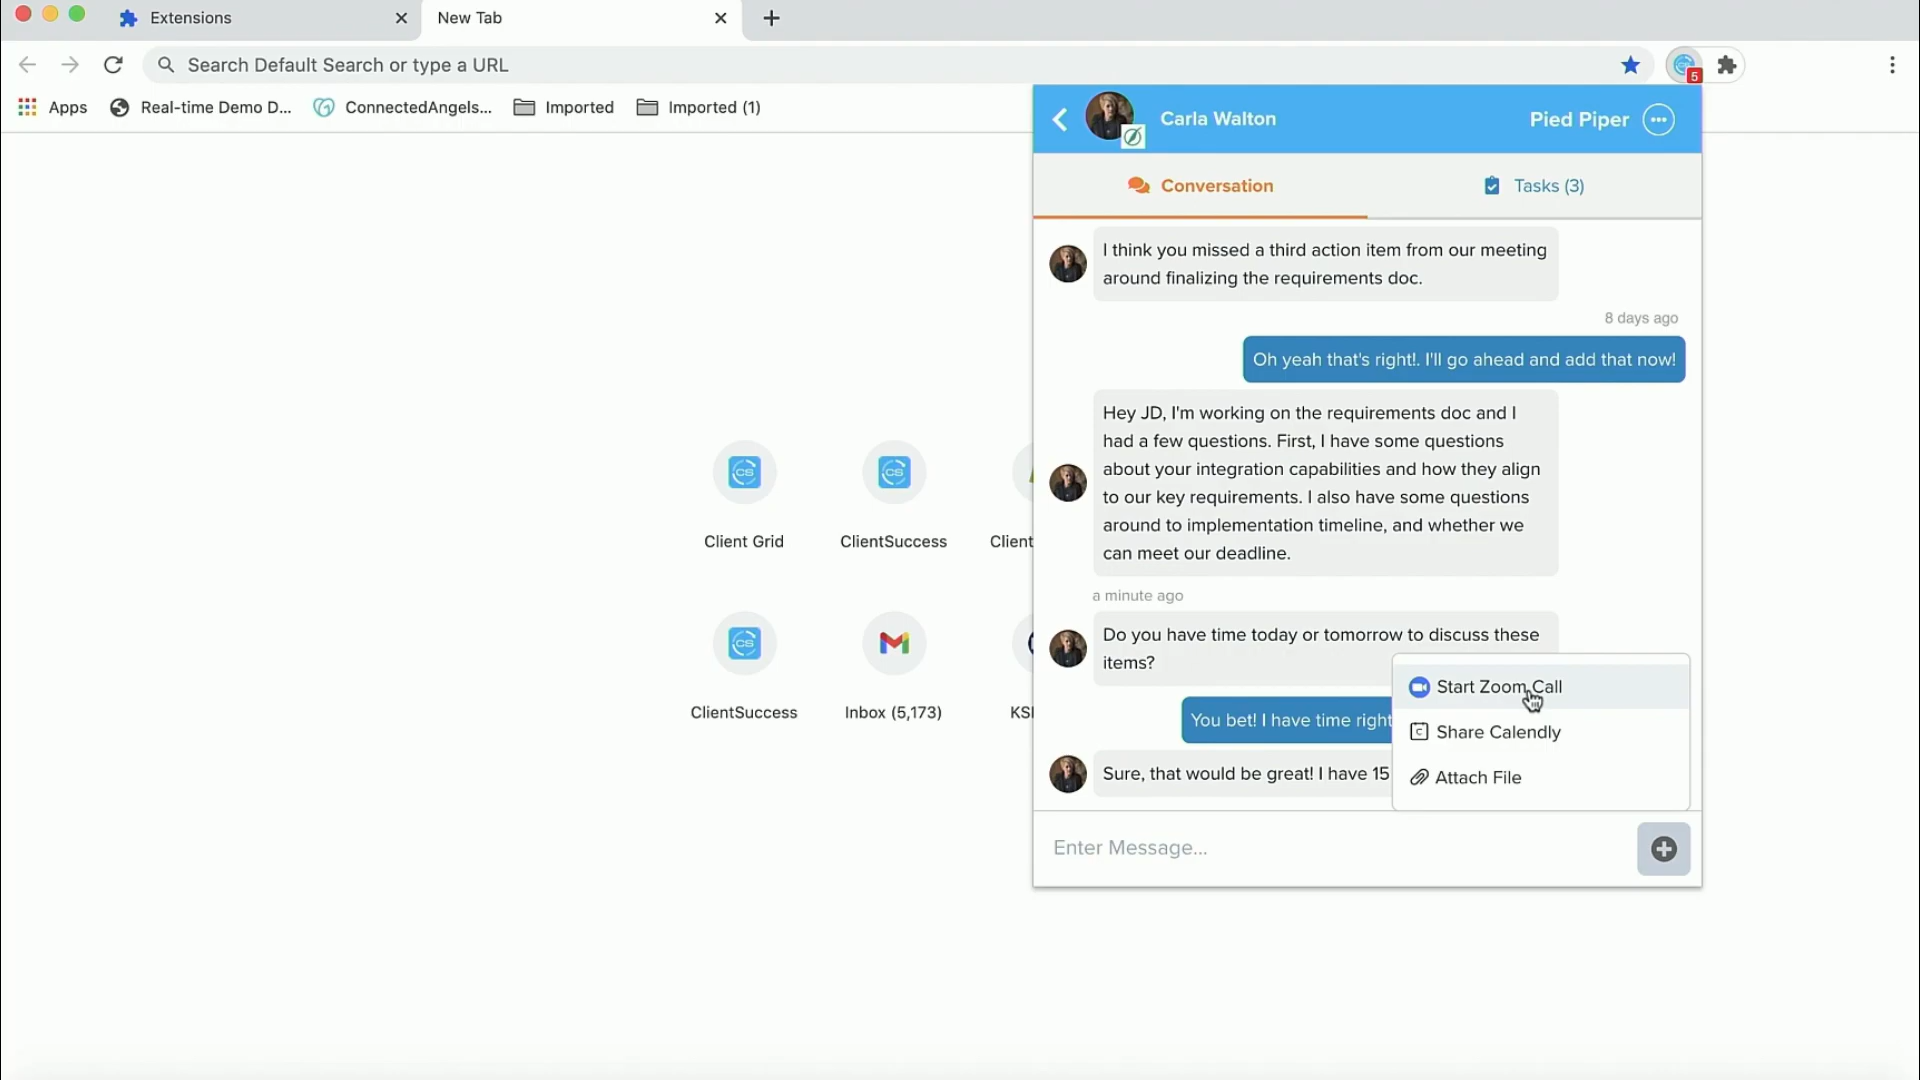 Extensions
New Tab
Search Default Search or type a URL
5
Apps
Real-time Demo D...
ConnectedAngels...
Imported
Imported (1)
Carla Walton
Pied Piper
Conversation
Tasks (3)
I think you missed a third action item from our meeting
around finalizing the requirements doc.
8 days ago
Oh yeah that's right!. I'll go ahead and add that now!
Hey JD, I'm working on the requirements doc and I
had a few questions. First, I have some questions
about your integration capabilities and how they align
to our key requirements. I also have some questions
around to implementation timeline, and whether we
can meet our deadline.
a minute ago
Do you have time today or tomorrow to discuss these
items?
You bet! I have time right
Sure, that would be great! I have 15
Start Zoom Call
Share Calendly
Attach File
Enter Message...
CS
CS
Client Grid
ClientSuccess
Client
CS
ClientSuccess
Inbox (5,173)